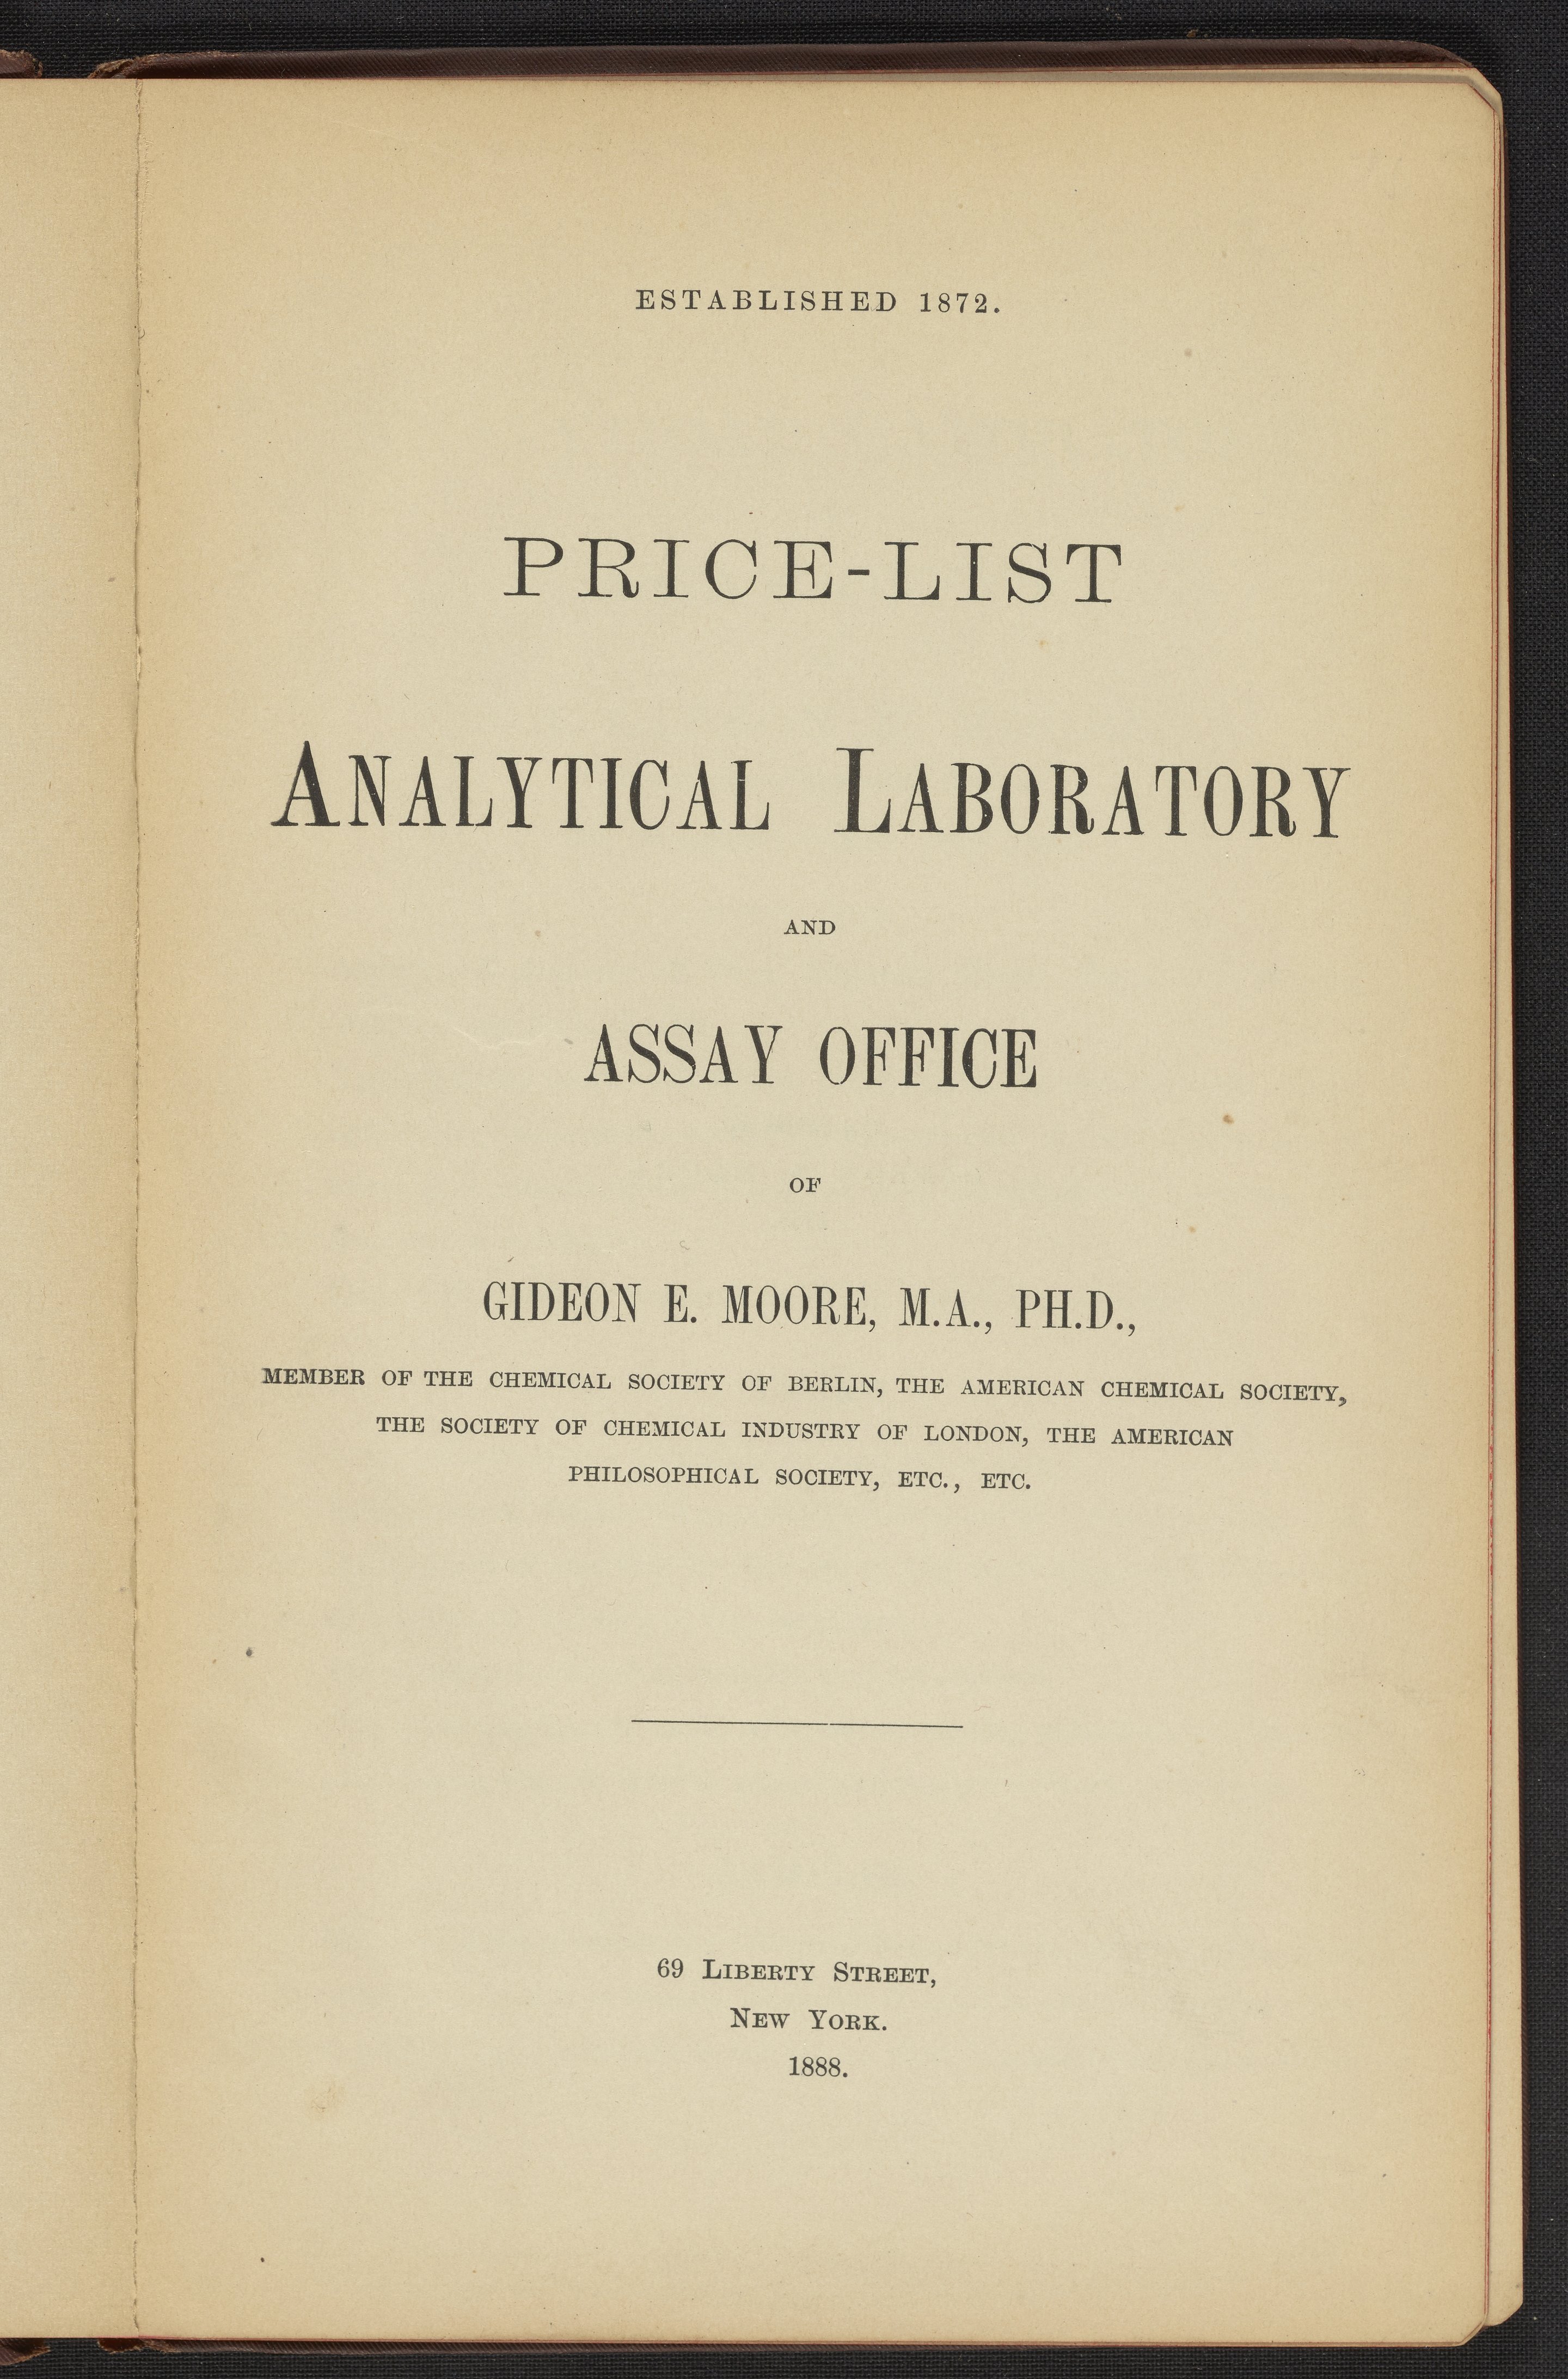 ESTABLISHED 1872.
PRICE-LIST
ANALYTICAL LABORATORY
AND
ASSAY OFFICE
OF
GIDEON E. MOORE, M.A., PH.D.,
MEMBER OF THE CHEMICAL SOCIETY OF BERLIN, THE AMERICAN CHEMICAL SOCIETY,
THE SOCIETY OF CHEMICAL INDUSTRY OF LONDON, THE AMERICAN
PHILOSOPHICAL SOCIETY, ETC., ETC.
69 LIBERTY STREET,
NEW YORK.
1888.